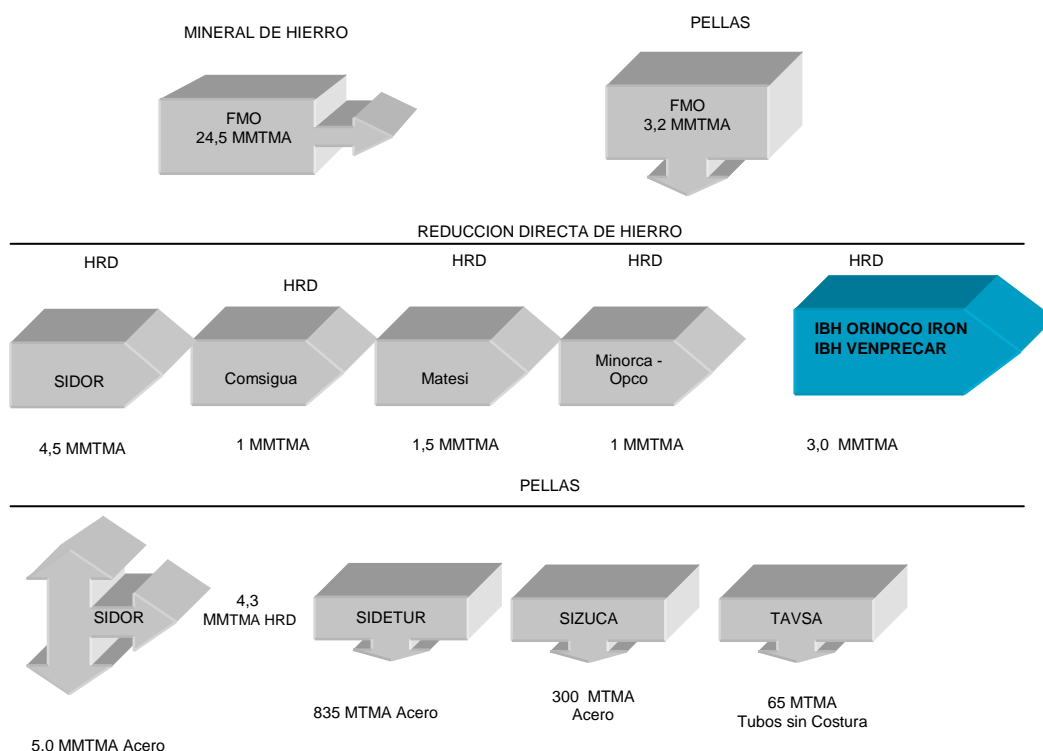 MINERAL DE HIERRO
PELLAS
FMO
24,5 MMTMA
FMO
3,2 MMTMA
REDUCCION DIRECTA DE HIERRO
HRD
HRD
HRD
HRD
HRD
SIDOR
Comsigua
Matesi
Minorca -
Opco
IBH ORINOCO IRON
IBH VENPRECAR
4,5 MMTMA
1 MMTMA
1,5 MMTMA
1 MMTMA
3,0 MMTMA
PELLAS
SIDOR
4,3
MMTMA HRD
SIDETUR
SIZUCA
TAVSA
5,0 MMTMA Acero
835 MTMA Acero
300 MTMA
Acero
65 MTMA
Tubos sin Costura